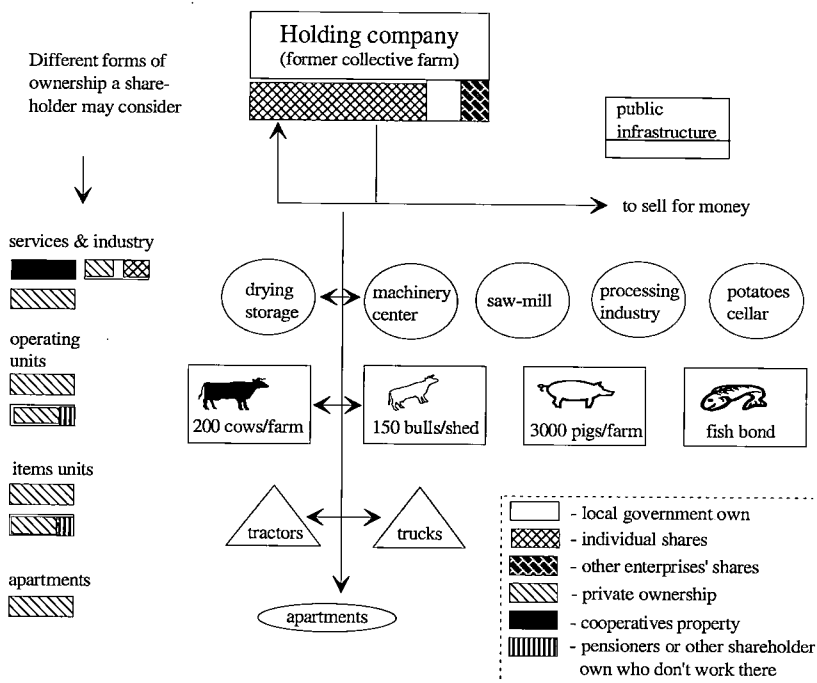 Holding company
(former collective farm)
Different forms of
ownership a share-
holder may consider
public
infrastructure
to sell for money
services & industry
drying
storage
machinery
center
saw-mill
processing
industry
potatoes
cellar
operating
units
200 cows/farm
150 bulls/shed
3000 pigs/farm
fish bond
items units
tractors
trucks
apartments
apartments
- local government own
- individual shares
- other enterprises' shares
- private ownership
- cooperatives property
- pensioners or other shareholder
own who don't work there